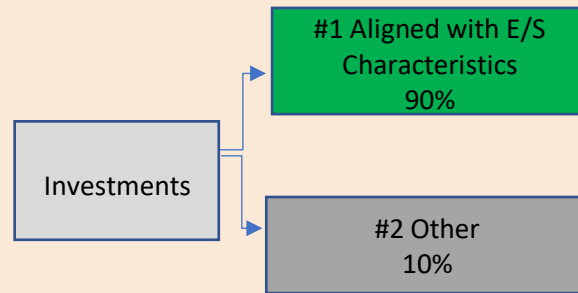 #1 Aligned with E/S
Characteristics
90%
Investments
#2 Other
10%